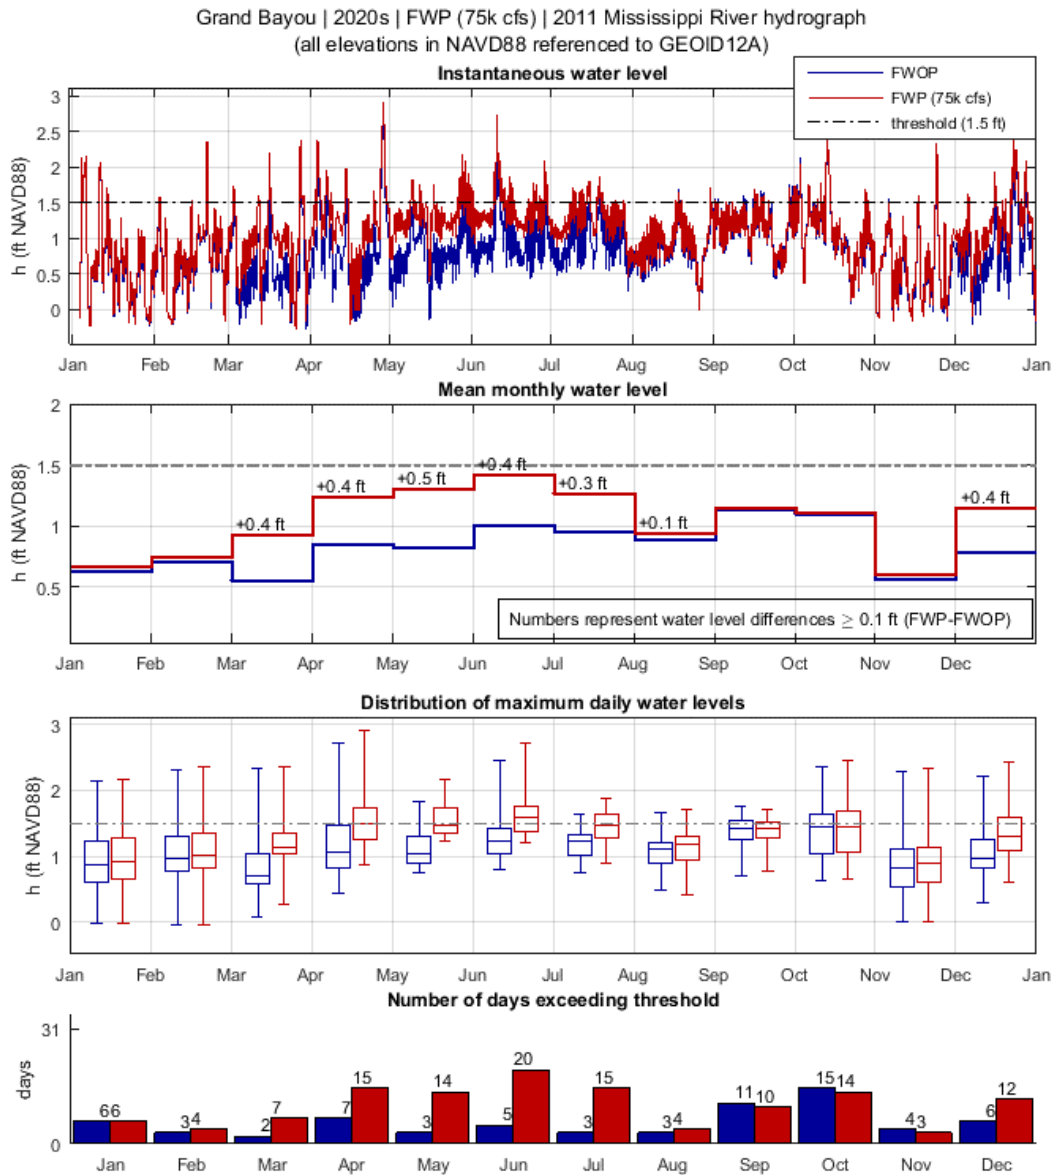 Grand Bayou | 2020s | FWP (75k cfs) | 2011 Mississippi River hydrograph
(all elevations in NAVD88 referenced to GEOID12A)
Instantaneous water level
FWOP
FWP (75k cfs)
threshold (1.5 ft)
h (ft NAVD88)
3
2.5
2
1.5
1
0.5
0
Jan Feb Mar Apr May Jun Jul Aug Sep Oct Nov Dec Jan
Mean monthly water level
h (ft NAVD88)
2
1.5
1
0.5
+0.4 ft
+0.4 ft
+0.5 ft
+0.4 ft
+0.3 ft
+0.1 ft
+0.4 ft
Numbers represent water level differences ≥ 0.1 ft (FWP-FWOP)
Jan Feb Mar Apr May Jun Jul Aug Sep Oct Nov Dec
Distribution of maximum daily water levels
h (ft NAVD88)
3
2
1
0
Jan Feb Mar Apr May Jun Jul Aug Sep Oct Nov Dec Jan
Number of days exceeding threshold
days
31
0
6 6 3 4 2 7 7 15 3 14 5 20 3 15 3 4 11 10 15 14 4 3 6 12
Jan Feb Mar Apr May Jun Jul Aug Sep Oct Nov Dec